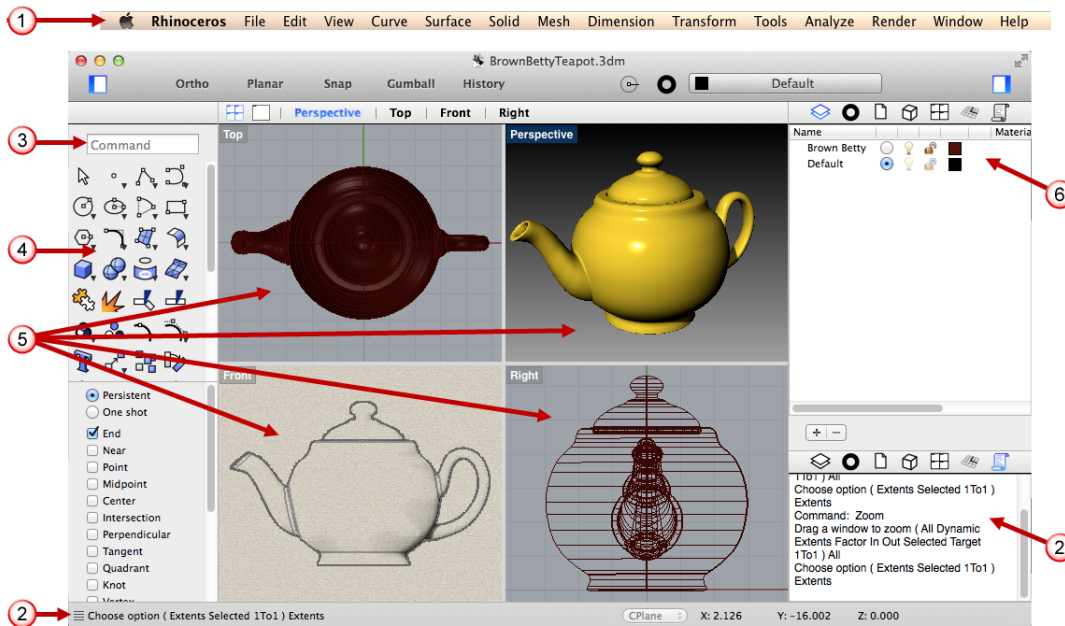 1
Rhinoceros File Edit View Curve Surface Solid Mesh Dimension Transform Tools Analyze Render Window Help
BrownBettyTeapot.3dm
Ortho Planar Snap Gumball History Default
Perspective Top Front Right
3
Command
Top
Perspective
Name Materia
Brown Betty
Default
6
4
5
Front
Right
Persistent
One shot
End
Near
Point
Midpoint
Center
Intersection
Perpendicular
Tangent
Quadrant
Knot
Vertex
+ −
1To1 ) All
Choose option ( Extents Selected 1To1 )
Extents
Command: Zoom
Drag a window to zoom ( All Dynamic
Extents Factor In Out Selected Target
1To1 ) All
Choose option ( Extents Selected 1To1 )
Extents
2
2
Choose option ( Extents Selected 1To1 ) Extents
CPlane X: 2.126 Y: -16.002 Z: 0.000